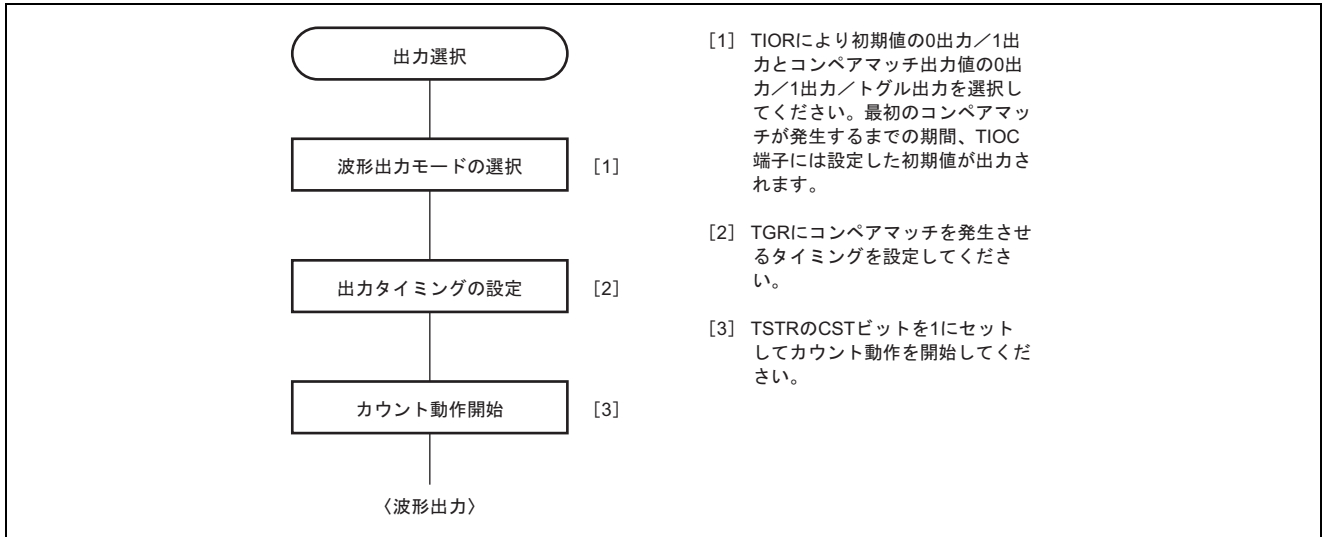 出力選択
波形出力モードの選択 [1]
出力タイミングの設定 [2]
カウント動作開始 [3]
〈波形出力〉
[1] TIORにより初期値の0出力／1出
力とコンペアマッチ出力値の0出
力／1出力／トグル出力を選択し
てください。最初のコンペアマッ
チが発生するまでの期間、TIOC
端子には設定した初期値が出力さ
れます。
[2] TGRにコンペアマッチを発生させ
るタイミングを設定してくださ
い。
[3] TSTRのCSTビットを1にセット
してカウント動作を開始してくだ
さい。